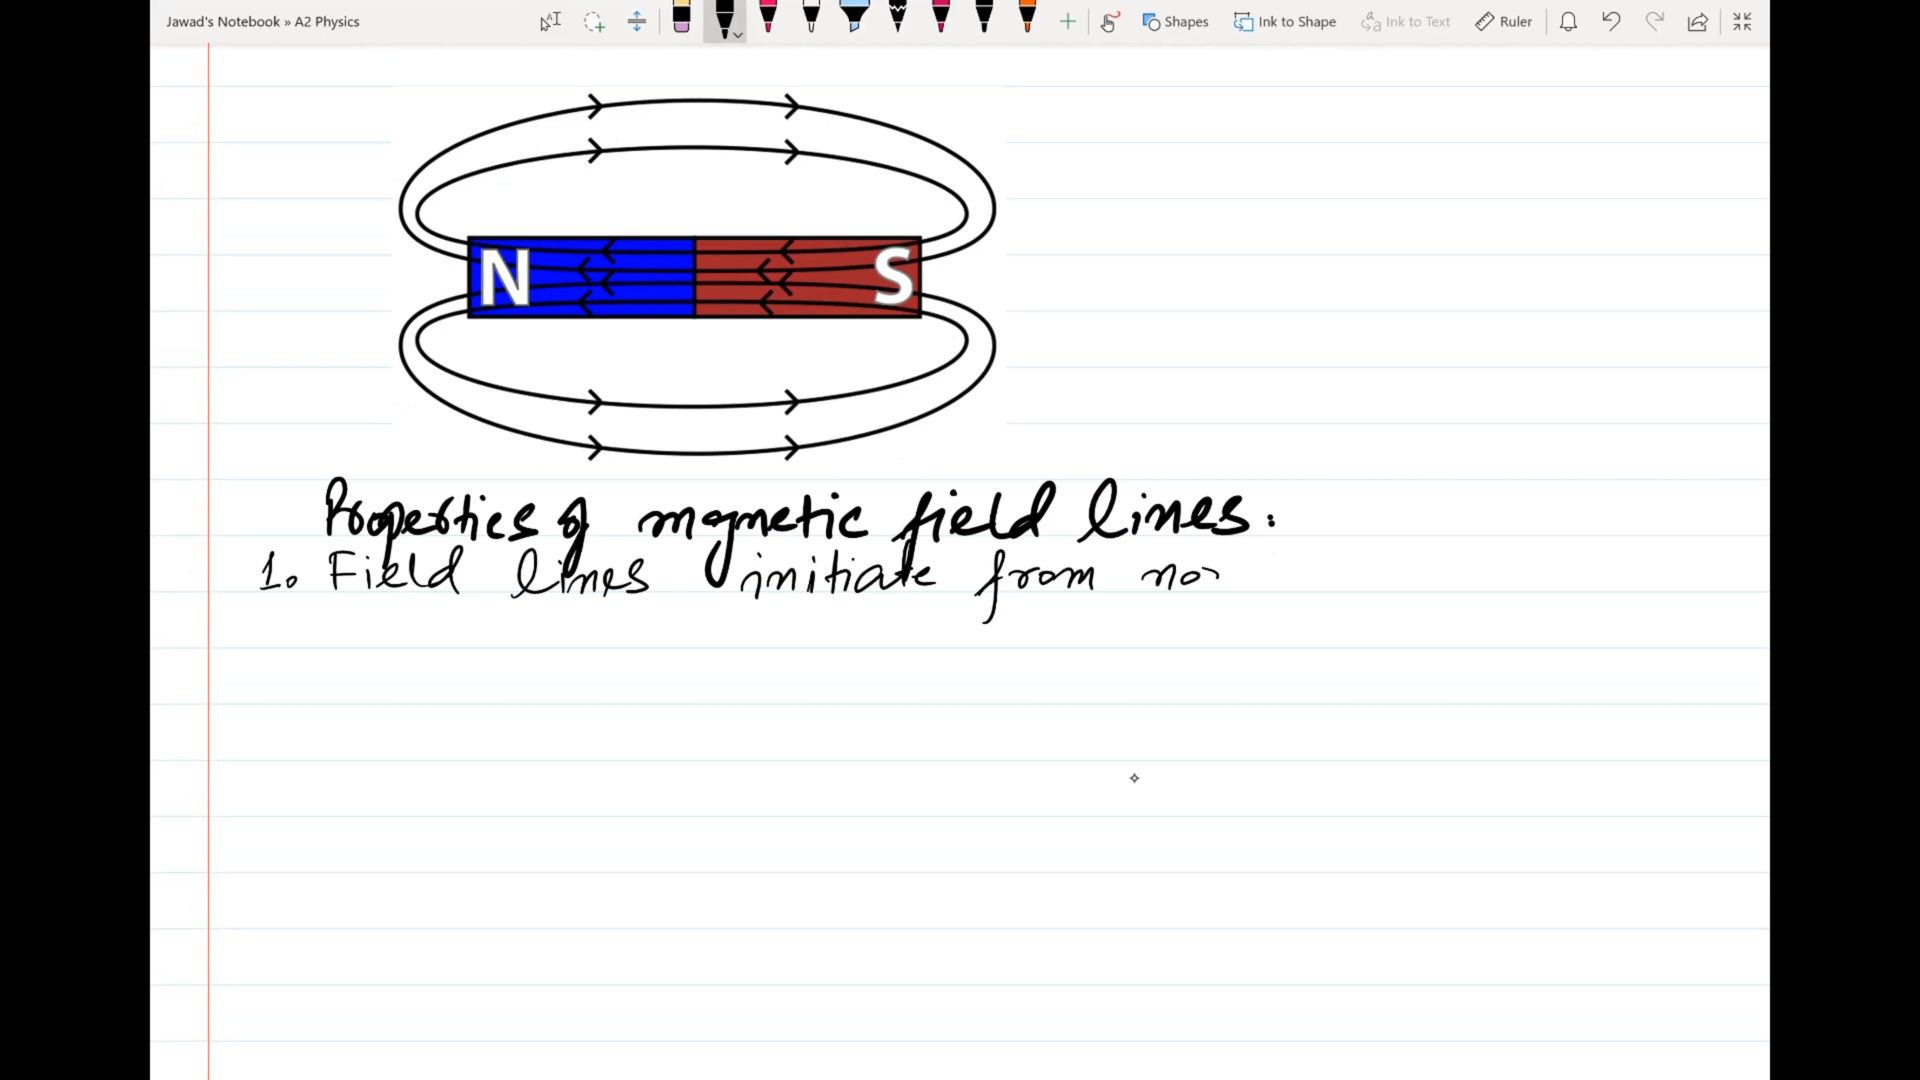 Jawad's Notebook » A2 Physics
Shapes Ink to Shape Ink to Text Ruler
N S
Properties of magnetic field lines:
1. Field lines initiate from nor